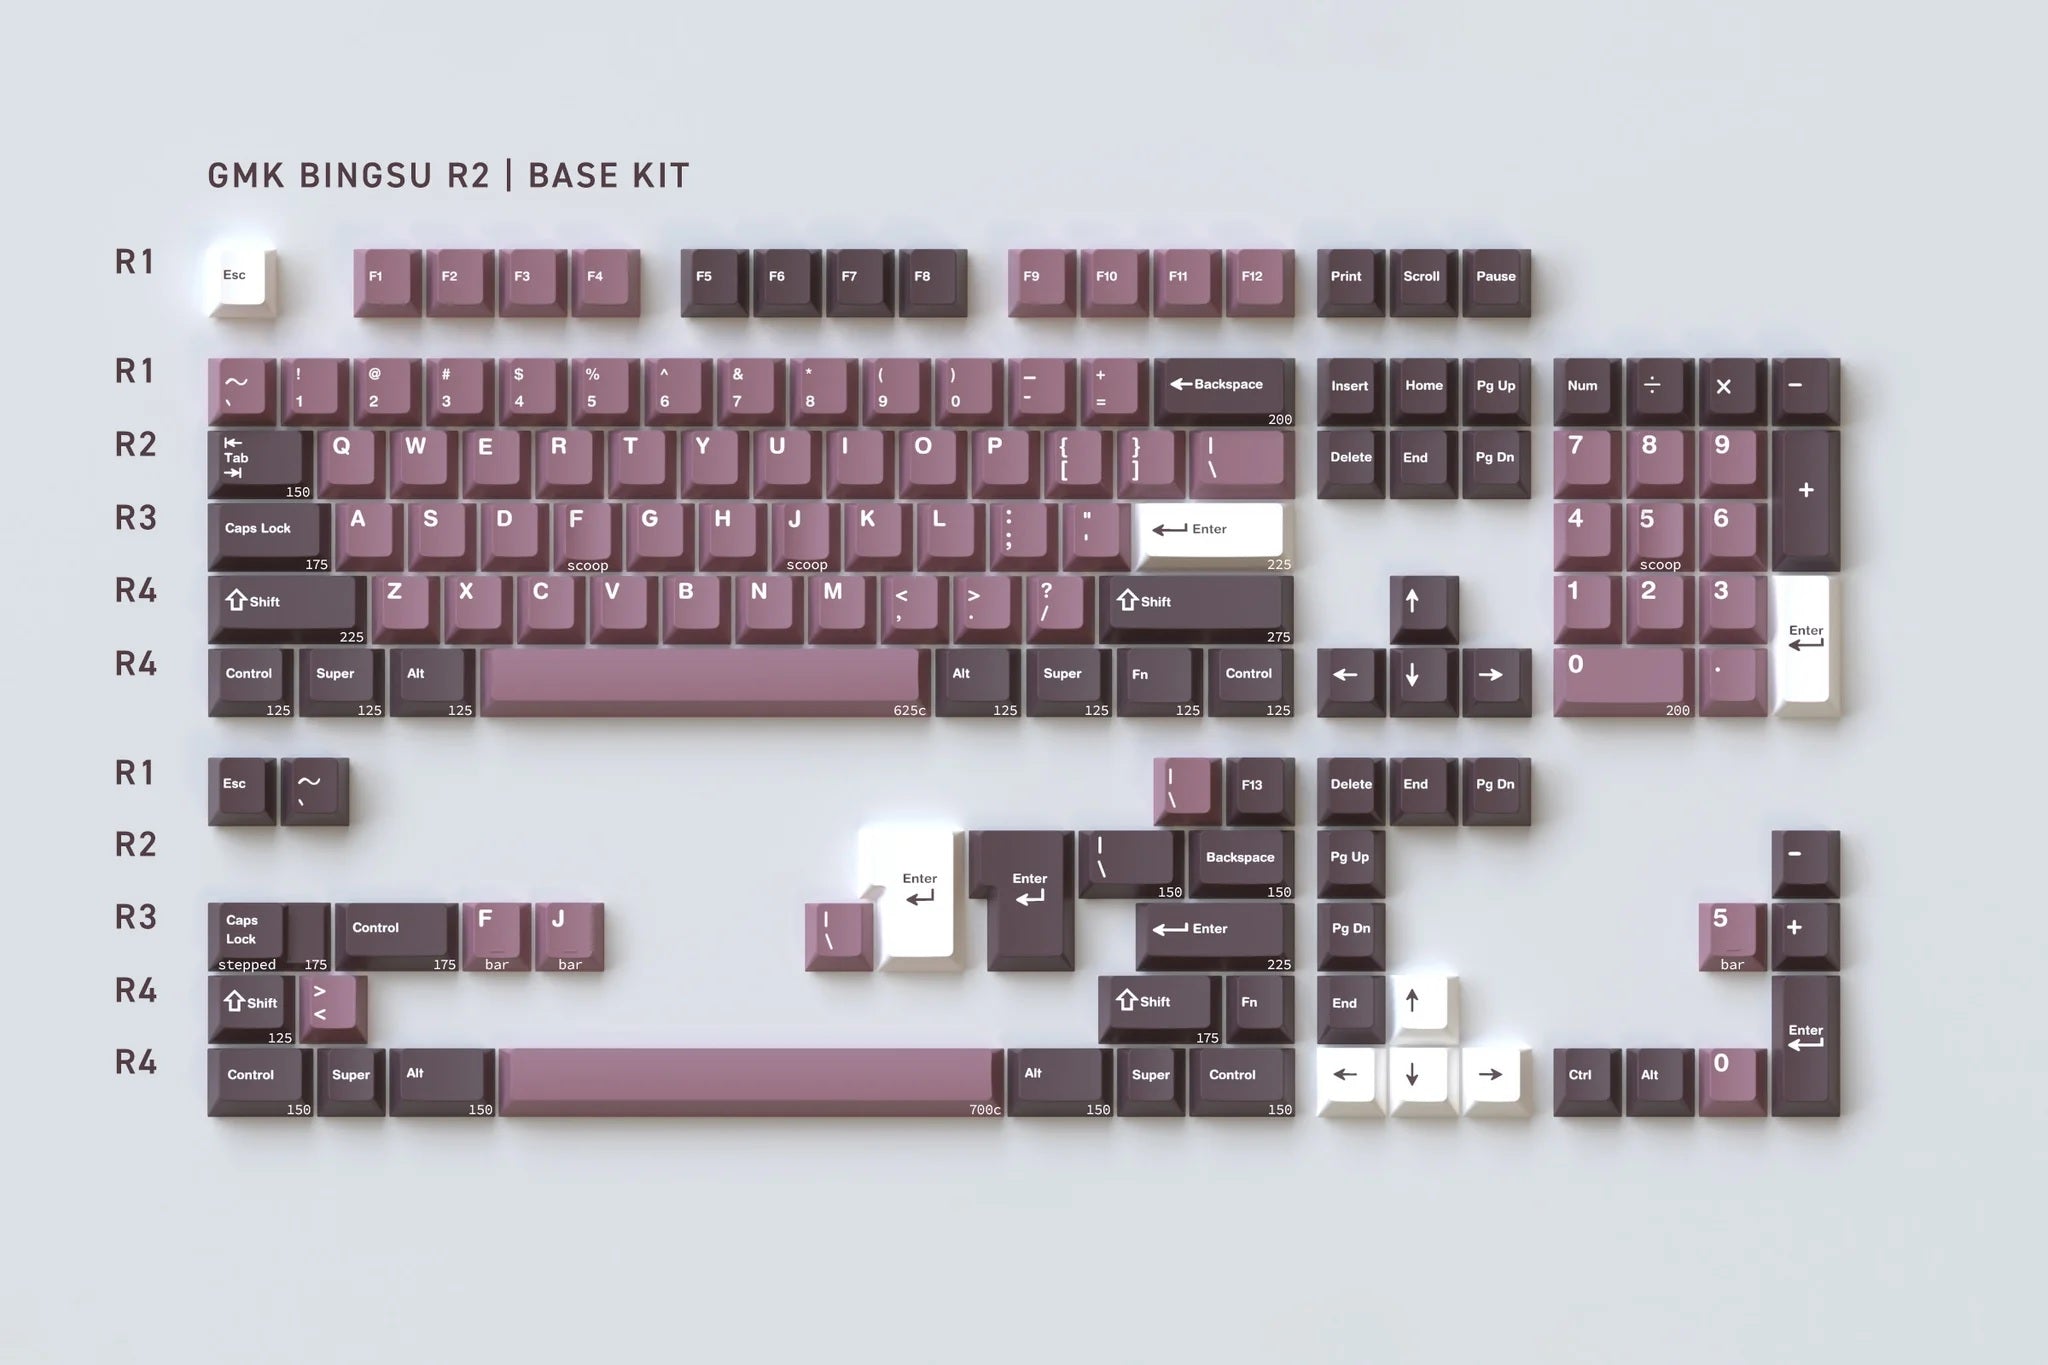 GMK BINGSU R2 | BASE KIT
R1 Esc F1 F2 F3 F4 F5 F6 F7 F8 F9 F10 F11 F12 Print Scroll Pause
R1 ~ ! @ # $ % ^ & * ( ) _ + ←Backspace Insert Home Pg Up Num ÷ × -
` 1 2 3 4 5 6 7 8 9 0 - = 200
R2 Tab Q W E R T Y U I O P { } | Delete End Pg Dn 7 8 9 +
150 [ ] \
R3 Caps Lock A S D F G H J K L : " ← Enter 4 5 6
175 scoop scoop ; ' 225 scoop
R4 ⇧Shift Z X C V B N M < > ? ⇧Shift ↑ 1 2 3 Enter
225 , . / 275
R4 Control Super Alt Alt Super Fn Control ← ↓ → 0 .
125 125 125 625c 125 125 125 125 200
R1 Esc ~ | F13 Delete End Pg Dn
` \
R2 Enter Enter | Backspace Pg Up -
\ 150 150
R3 Caps Lock Control F J | ← Enter Pg Dn 5 +
stepped 175 175 bar bar \ 225 bar
R4 ⇧Shift > ⇧Shift Fn End ↑ Enter
125 < 175
R4 Control Super Alt Alt Super Control ← ↓ → Ctrl Alt 0
150 150 700c 150 150